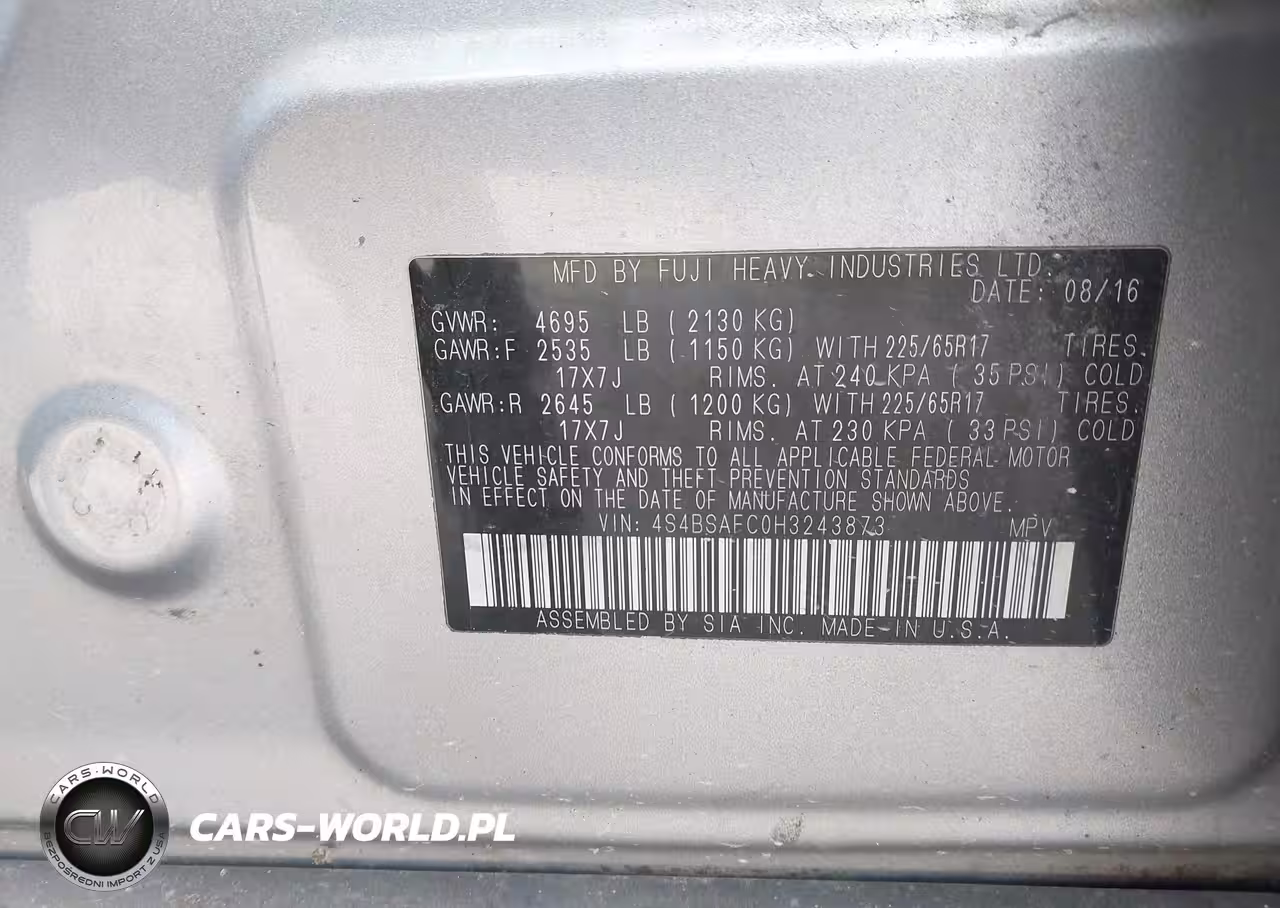 MFD BY FUJI HEAVY INDUSTRIES LTD.
DATE: 08/16
GVWR: 4695 LB ( 2130 KG)
GAWR:F 2535 LB ( 1150 KG) WITH 225/65R17 TIRES.
17X7J RIMS. AT 240 KPA ( 35 PSI) COLD
GAWR:R 2645 LB ( 1200 KG) WITH 225/65R17 TIRES.
17X7J RIMS. AT 230 KPA ( 33 PSI) COLD
THIS VEHICLE CONFORMS TO ALL APPLICABLE FEDERAL MOTOR
VEHICLE SAFETY AND THEFT PREVENTION STANDARDS
IN EFFECT ON THE DATE OF MANUFACTURE SHOWN ABOVE.
VIN: 4S4BSAFC0H3243873 MPV
ASSEMBLED BY SIA INC. MADE IN U.S.A.
CARS-WORLD
CW
BEZPOŚREDNI IMPORT Z USA
CARS-WORLD.PL